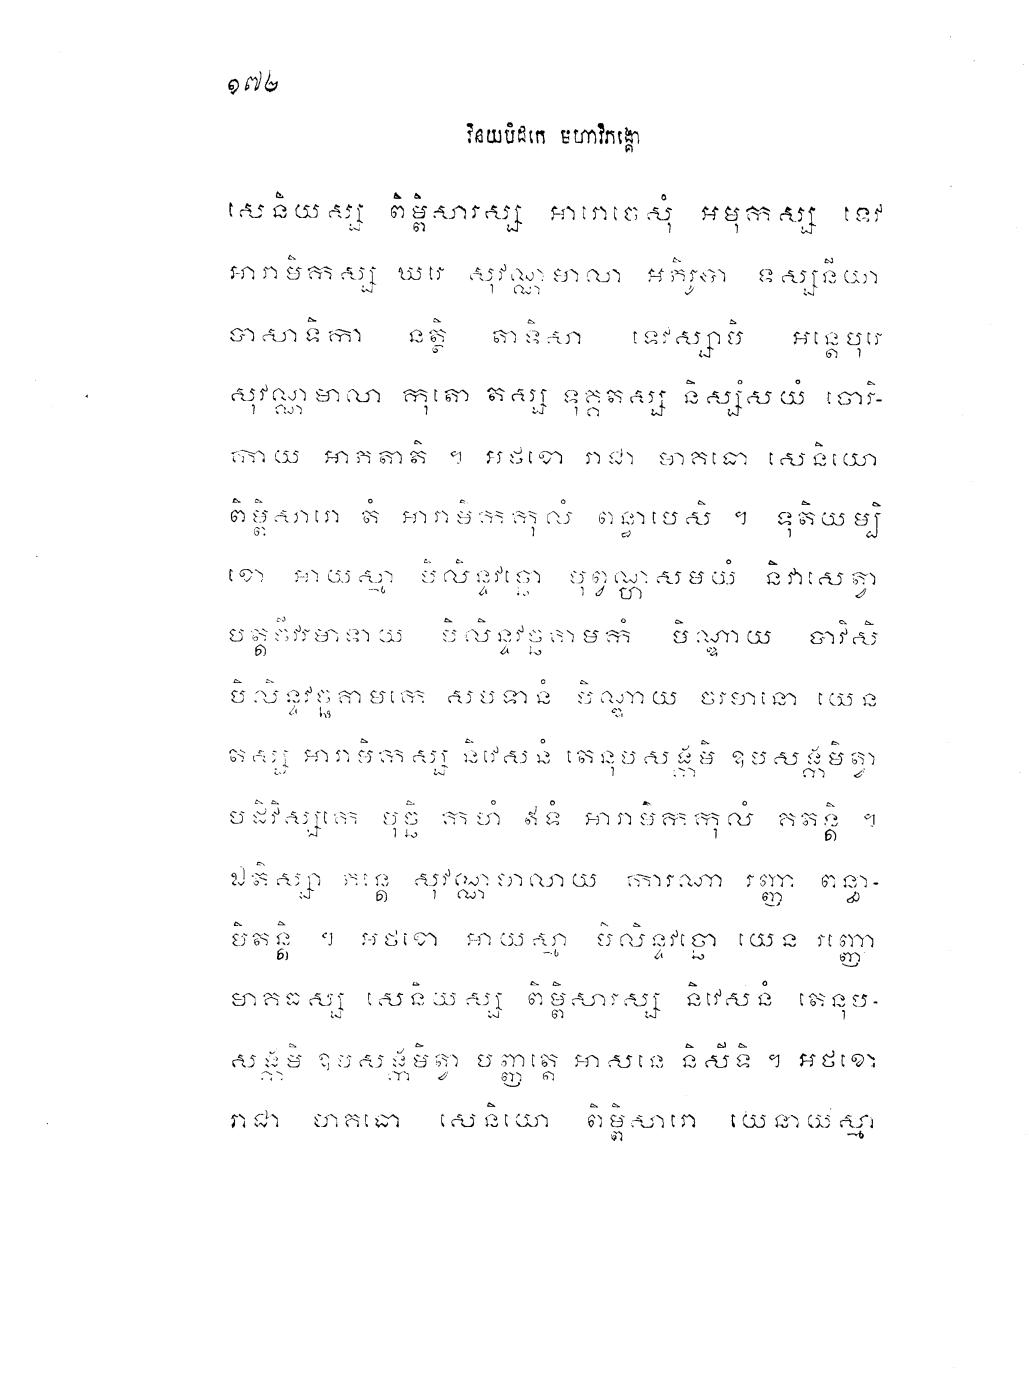 ១៧២
វិនយបិដកេ មហាវិភង្គោ
សេនិយស្ស ពិម្ពិសារស្ស អារោចេសុំ អមុកស្ស ទេវ
អារាមិកស្ស ឃរេ សុវណ្ណមាលា អភិរូបា ទស្សនីយា
បាសាទិកា នត្ថិ តាទិសា ទេវស្សាបិ អន្តេបុរេ
សុវណ្ណមាលា កុតោ តស្ស ទុគ្គតស្ស និស្សំសយំ ចោរិ-
កាយ អាភតាតិ ។ អថខោ រាជា មាគធោ សេនិយោ
ពិម្ពិសារោ តំ អារាមិកកុលំ ពន្ធាបេសិ ។ ទុតិយម្បិ
ខោ អាយស្មា បិលិន្ទវច្ឆោ បុព្វណ្ហសមយំ និវាសេត្វា
បត្តចីវរមាទាយ បិលិន្ទវច្ឆគាមកំ បិណ្ឌាយ បាវិសិ
បិលិន្ទវច្ឆគាមកេ សបទានំ បិណ្ឌាយ ចរមានោ យេន
តស្ស អារាមិកស្ស និវេសនំ តេនុបសង្កមិ ឧបសង្កមិត្វា
បដិវិស្សកេ បុច្ឆិ កហំ ឥទំ អារាមិកកុលំ គតន្តិ ។
ឯតិស្សា ភន្តេ សុវណ្ណមាលាយ ការណា រញ្ញា ពន្ធា-
បិតន្តិ ។ អថខោ អាយស្មា បិលិន្ទវច្ឆោ យេន រញ្ញោ
មាគធស្ស សេនិយស្ស ពិម្ពិសារស្ស និវេសនំ តេនុប-
សង្កមិ ឧបសង្កមិត្វា បញ្ញត្តេ អាសនេ និសីទិ ។ អថខោ
រាជា មាគធោ សេនិយោ ពិម្ពិសារោ យេនាយស្មា